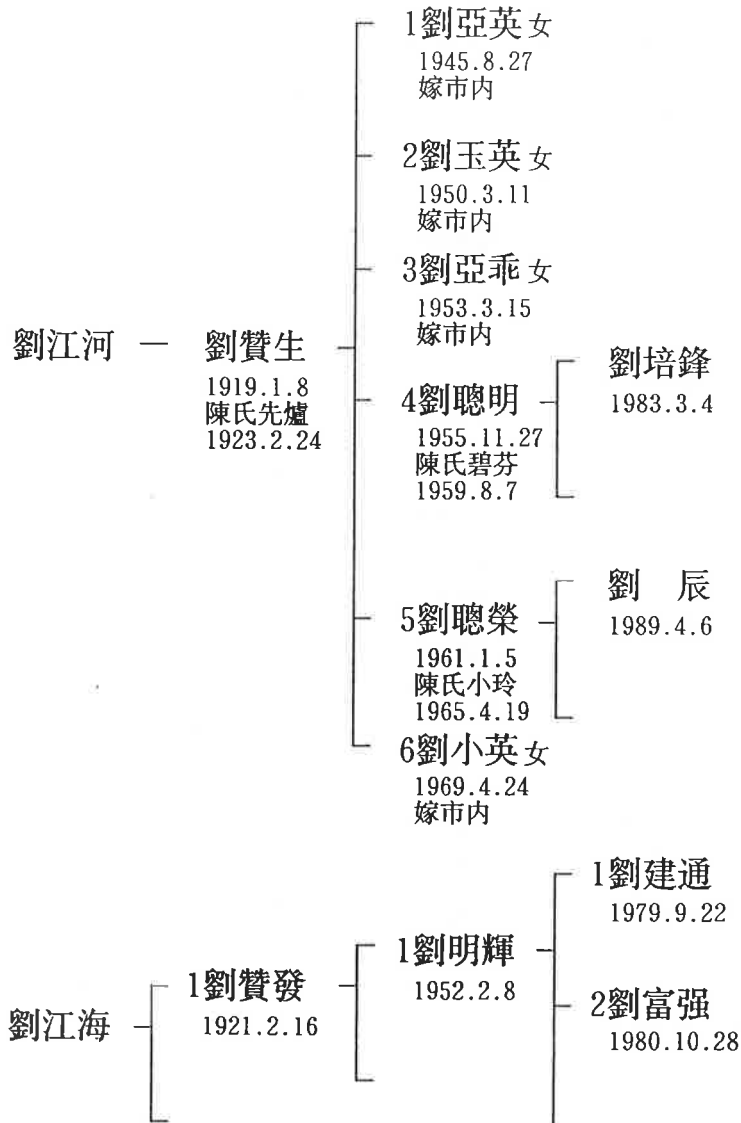 1劉亞英 女
1945.8.27
嫁市内
2劉玉英 女
1950.3.11
嫁市内
3劉亞乖 女
1953.3.15
嫁市内
劉江河 — 劉贊生
1919.1.8
陳氏先爐
1923.2.24
4劉聰明
1955.11.27
陳氏碧芬
1959.8.7
劉培鋒
1983.3.4
5劉聰榮
1961.1.5
陳氏小玲
1965.4.19
劉　辰
1989.4.6
6劉小英 女
1969.4.24
嫁市内
劉江海
1劉贊發
1921.2.16
1劉明輝
1952.2.8
1劉建通
1979.9.22
2劉富强
1980.10.28